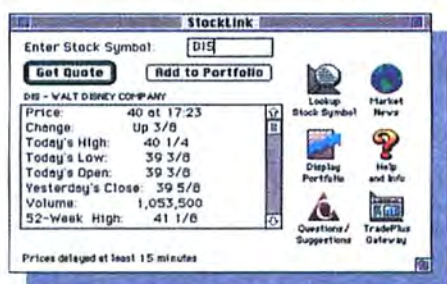 StockLink
Enter Stock Symbol: DIS
Get Quote
Add to Portfolio
DIS - WALT DISNEY COMPANY
Price: 40 at 17:23
Change: Up 3/8
Today's High: 40 1/4
Today's Low: 39 3/8
Today's Open: 39 3/8
Yesterday's Close: 39 5/8
Volume: 1,053,500
52-Week High: 41 1/8
Prices delayed at least 15 minutes
Lookup
Stock Symbol
Market
News
Display
Portfolio
Help
and Info
Questions/
Suggestions
TradePlus
Gateway